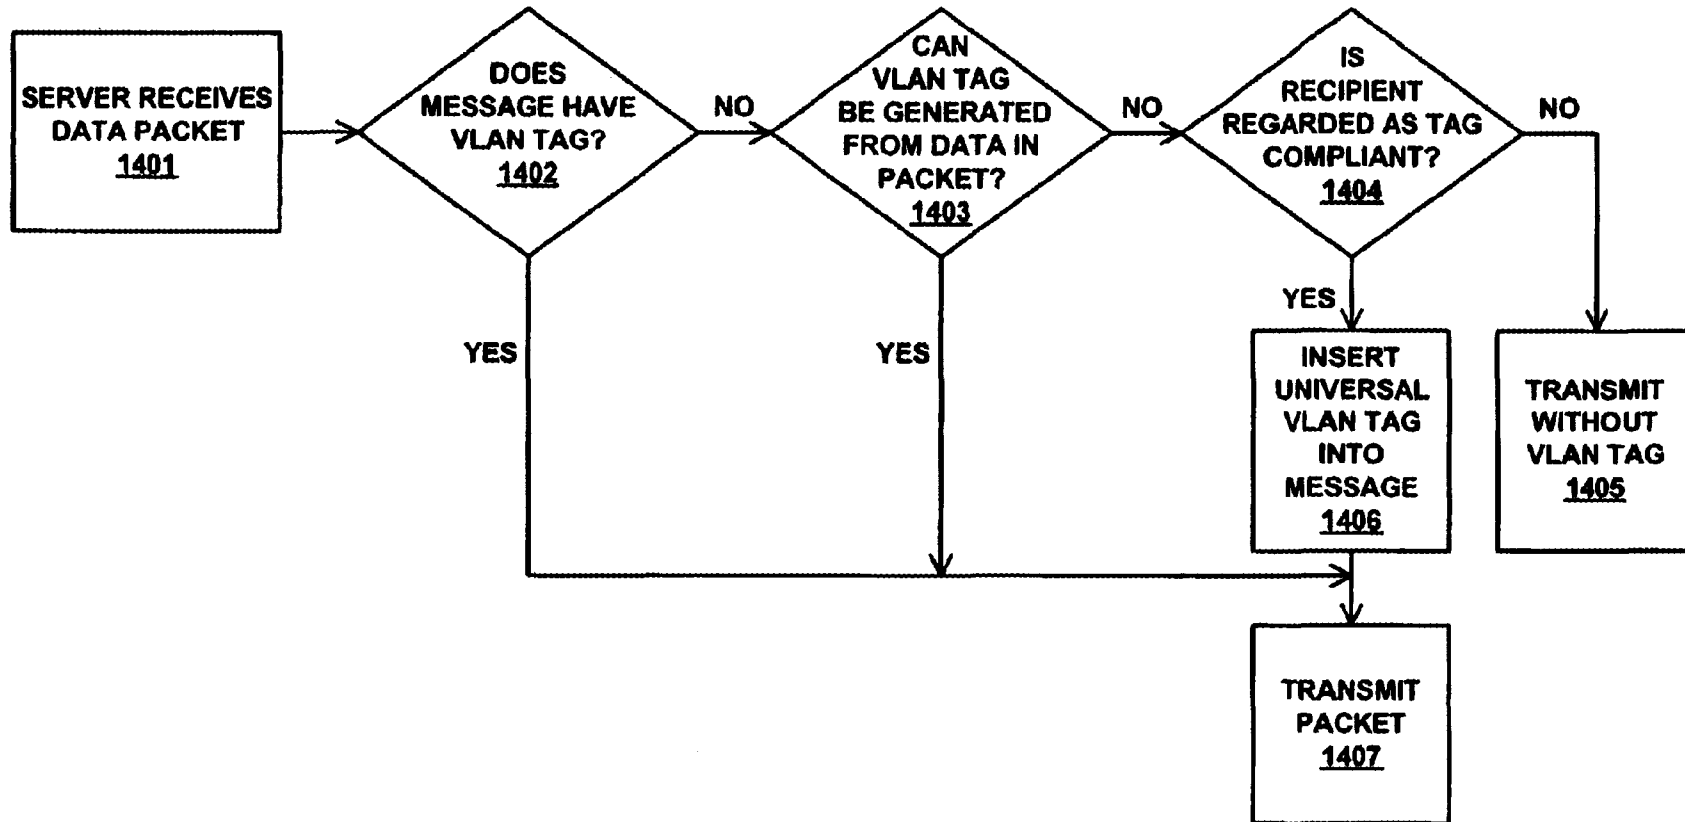 SERVER RECEIVES
DATA PACKET
1401
DOES
MESSAGE HAVE
VLAN TAG?
1402
NO
YES
CAN
VLAN TAG
BE GENERATED
FROM DATA IN
PACKET?
1403
NO
YES
IS
RECIPIENT
REGARDED AS TAG
COMPLIANT?
1404
NO
YES
INSERT
UNIVERSAL
VLAN TAG
INTO
MESSAGE
1406
TRANSMIT
WITHOUT
VLAN TAG
1405
TRANSMIT
PACKET
1407